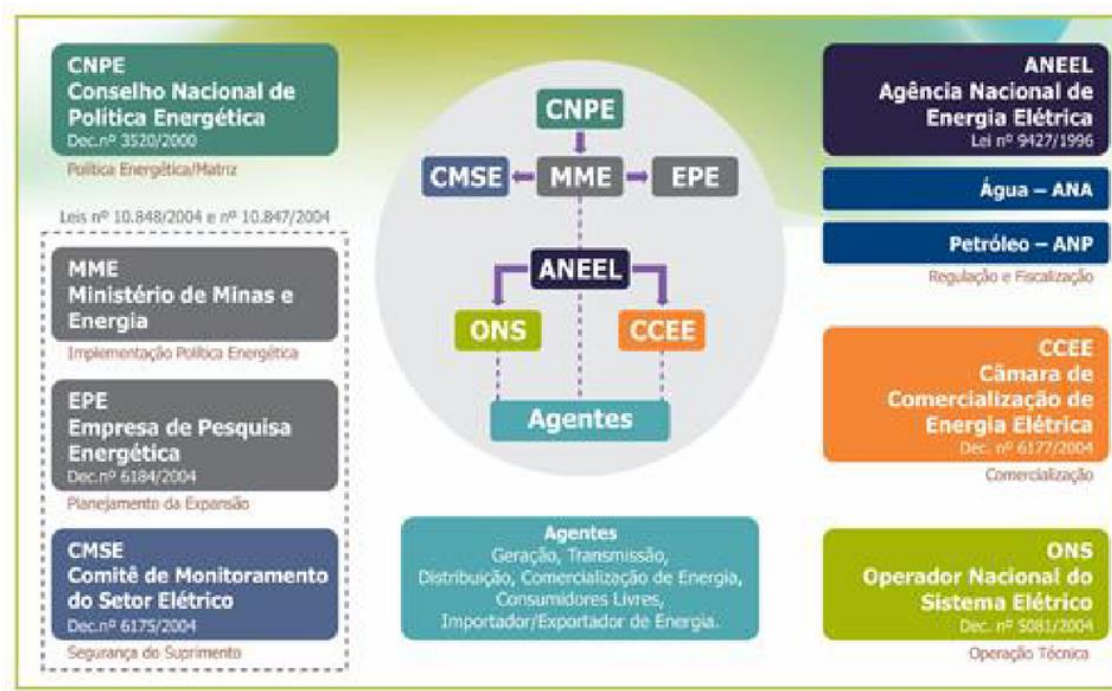 CNPE
Conselho Nacional de
Política Energética
Dec.nº 3520/2000
Política Energética/Matriz
Leis nº 10.848/2004 e nº 10.847/2004
MME
Ministério de Minas e
Energia
Implementação Política Energética
EPE
Empresa de Pesquisa
Energética
Dec.nº 6184/2004
Planejamento da Expansão
CMSE
Comitê de Monitoramento
do Setor Elétrico
Dec.nº 6175/2004
Segurança do Suprimento
CNPE
CMSE
MME
EPE
ANEEL
ONS
CCEE
Agentes
Agentes
Geração, Transmissão,
Distribuição, Comercialização de Energia,
Consumidores Livres,
Importador/Exportador de Energia.
ANEEL
Agência Nacional de
Energia Elétrica
Lei nº 9427/1996
Água – ANA
Petróleo – ANP
Regulação e Fiscalização
CCEE
Câmara de
Comercialização de
Energia Elétrica
Dec. nº 6177/2004
Comercialização
ONS
Operador Nacional do
Sistema Elétrico
Dec. nº 5081/2004
Operação Técnica